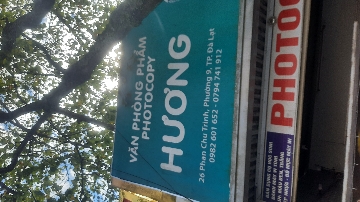 VĂN PHÒNG PHẨM
PHOTOCOPY
HƯƠNG
26 Phan Chu Trinh, Phường 9, TP. Đà Lạt
0982 601 652 - 0794 741 912
PHOTOC